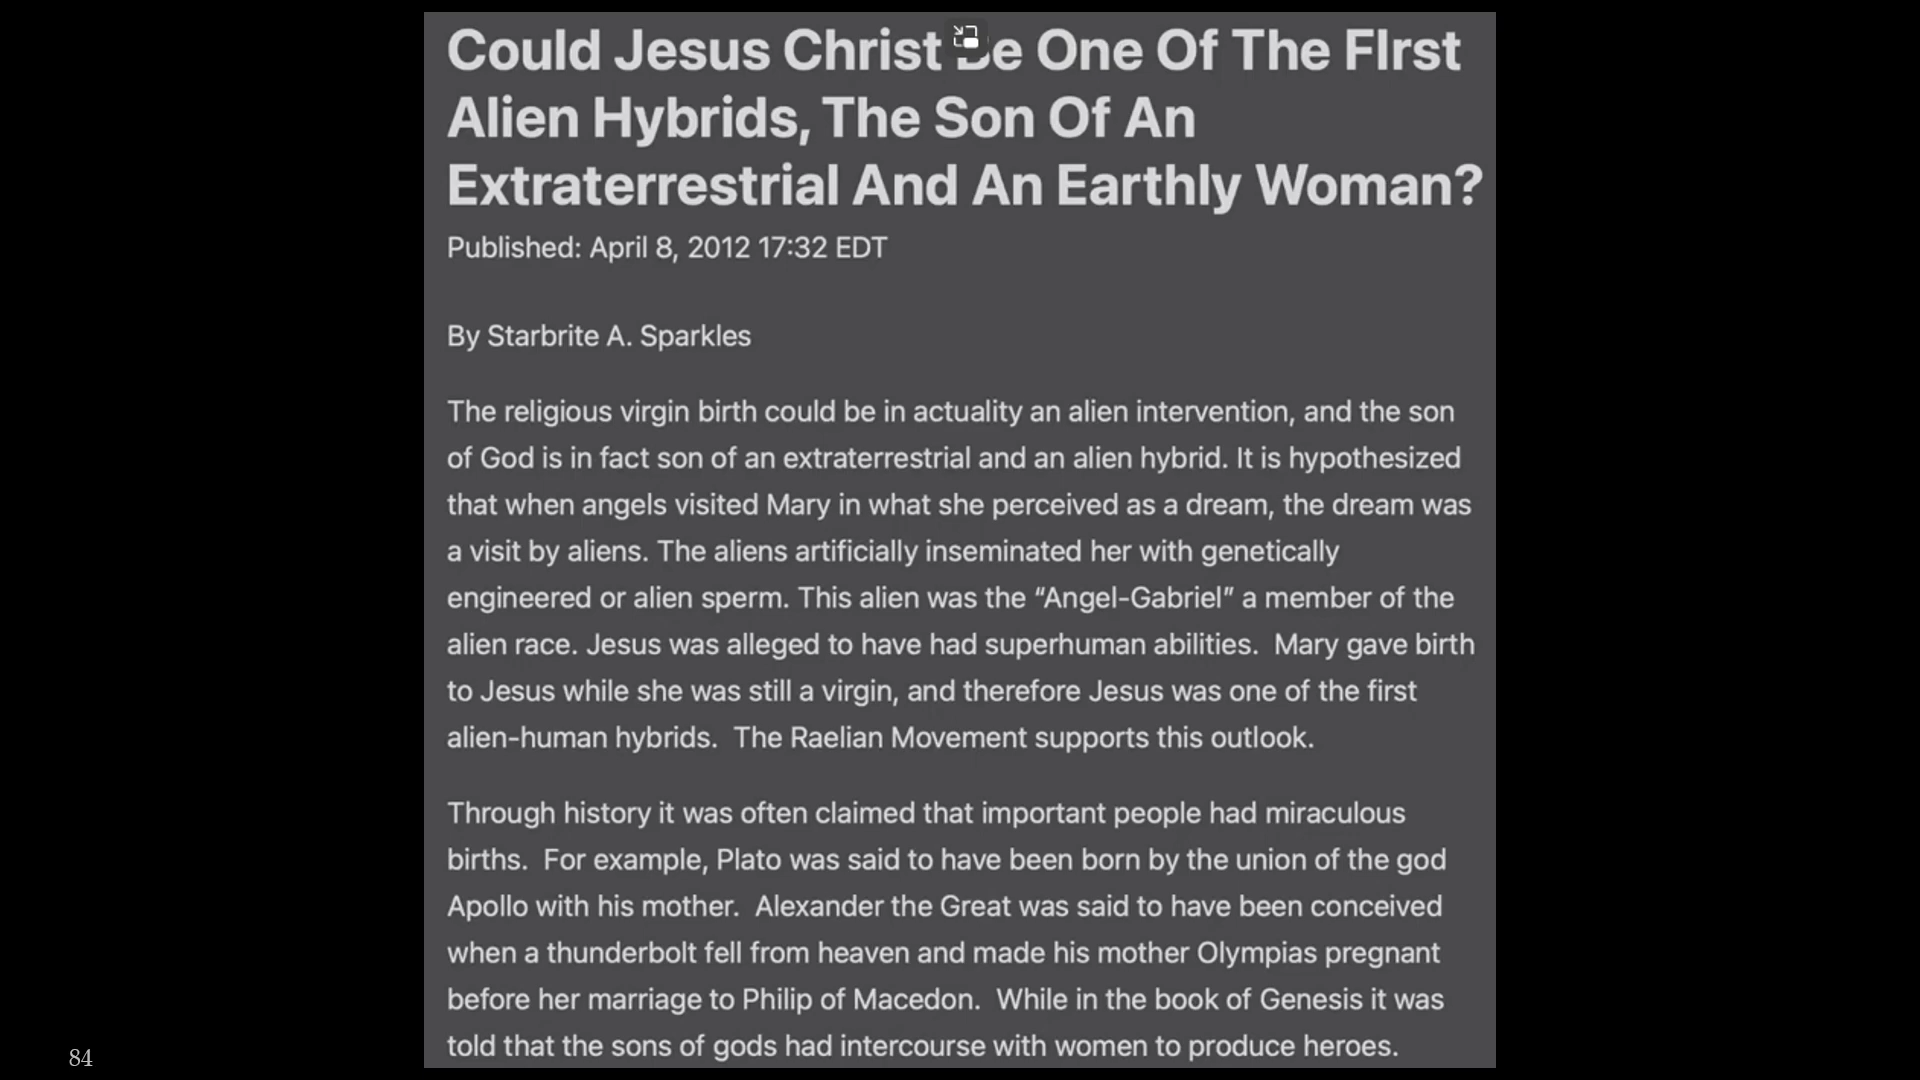 Could Jesus Christ Be One Of The FIrst
Alien Hybrids, The Son Of An
Extraterrestrial And An Earthly Woman?
Published: April 8, 2012 17:32 EDT
By Starbrite A. Sparkles
The religious virgin birth could be in actuality an alien intervention, and the son
of God is in fact son of an extraterrestrial and an alien hybrid. It is hypothesized
that when angels visited Mary in what she perceived as a dream, the dream was
a visit by aliens. The aliens artificially inseminated her with genetically
engineered or alien sperm. This alien was the “Angel-Gabriel” a member of the
alien race. Jesus was alleged to have had superhuman abilities.  Mary gave birth
to Jesus while she was still a virgin, and therefore Jesus was one of the first
alien-human hybrids.  The Raelian Movement supports this outlook.
Through history it was often claimed that important people had miraculous
births.  For example, Plato was said to have been born by the union of the god
Apollo with his mother.  Alexander the Great was said to have been conceived
when a thunderbolt fell from heaven and made his mother Olympias pregnant
before her marriage to Philip of Macedon.  While in the book of Genesis it was
told that the sons of gods had intercourse with women to produce heroes.
84